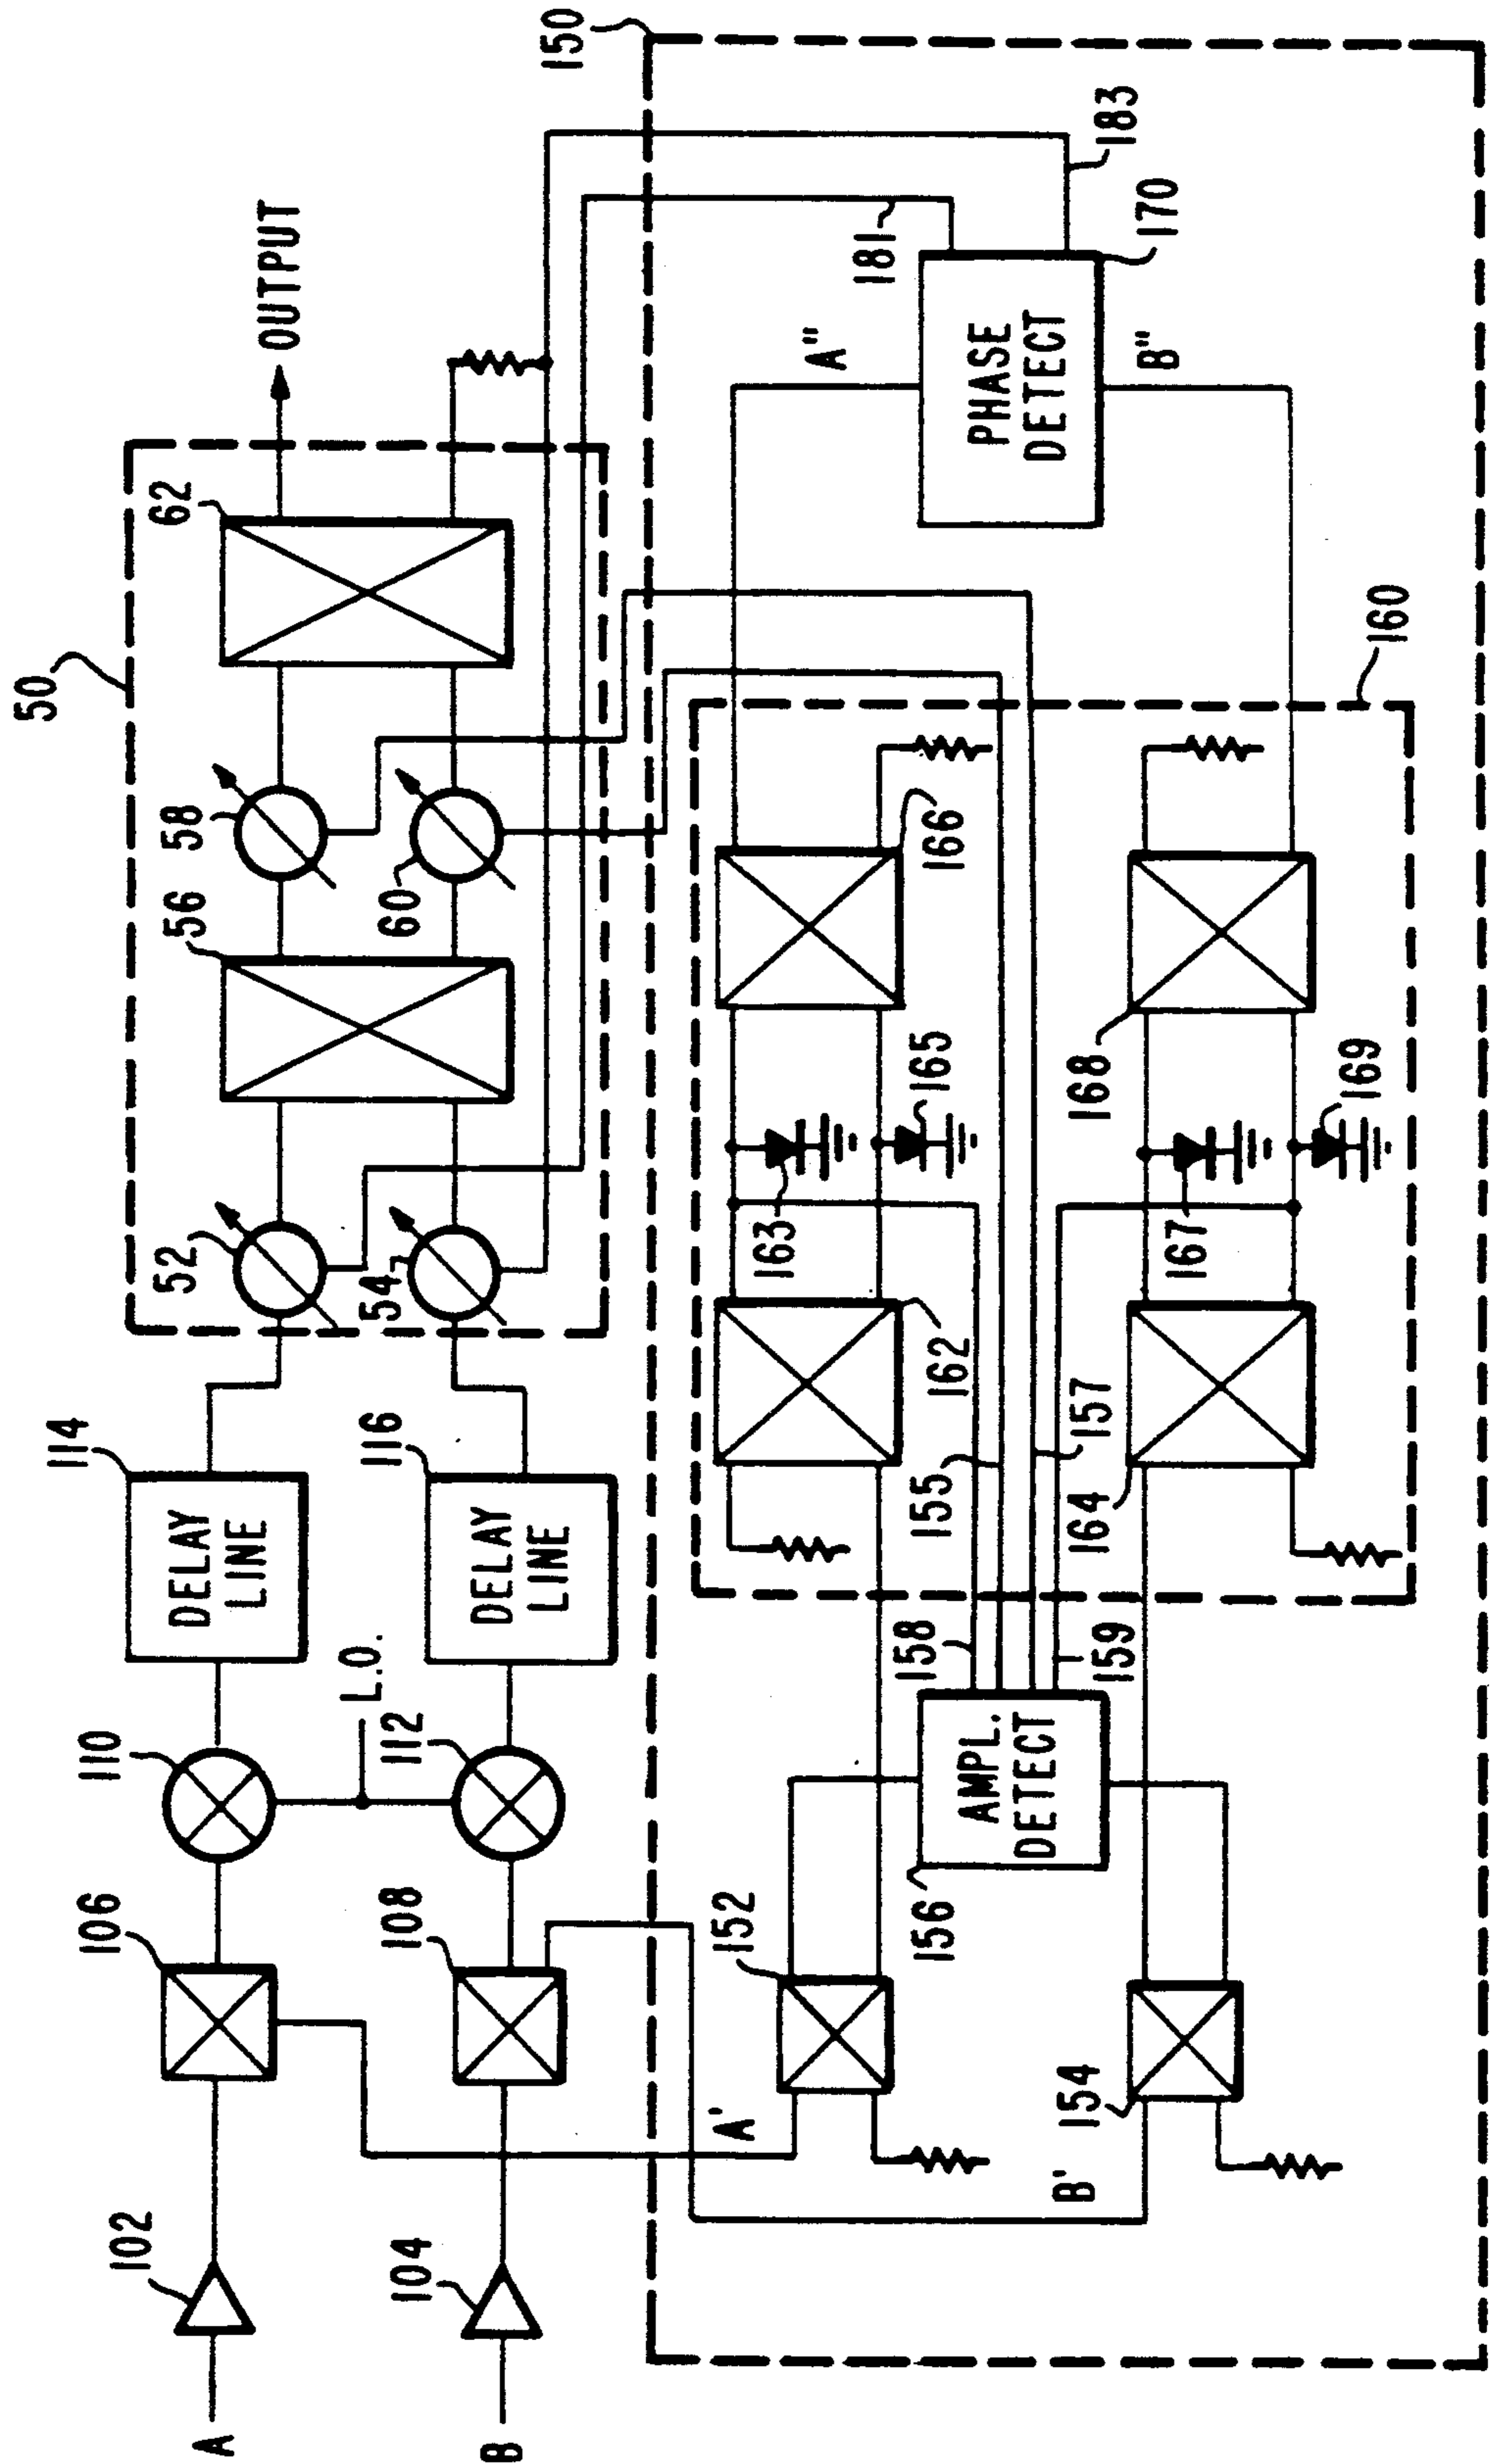 50
150
OUTPUT
114
116
110
112
L.O.
106
108
102
104
A
B
DELAY
LINE
DELAY
LINE
52
54
56
58
60
62
A'
B'
152
154
156
AMPL.
DETECT
158
159
155
157
162
164
163
165
167
169
166
168
160
A"
B"
PHASE
DETECT
170
181
183